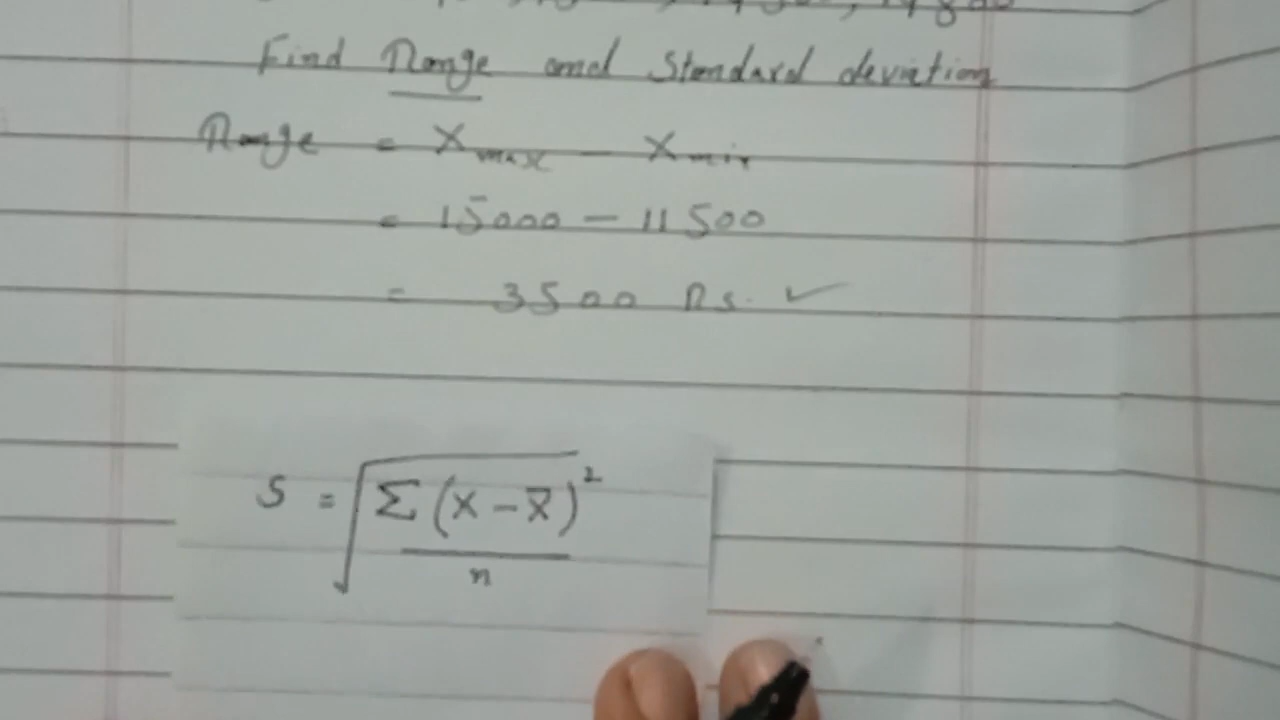 Find Range and Standard deviation
Range = Xmax - Xmin
= 15000 - 11500
= 3500 Rs. ✓
S = √ Σ (X - X̅)²
n